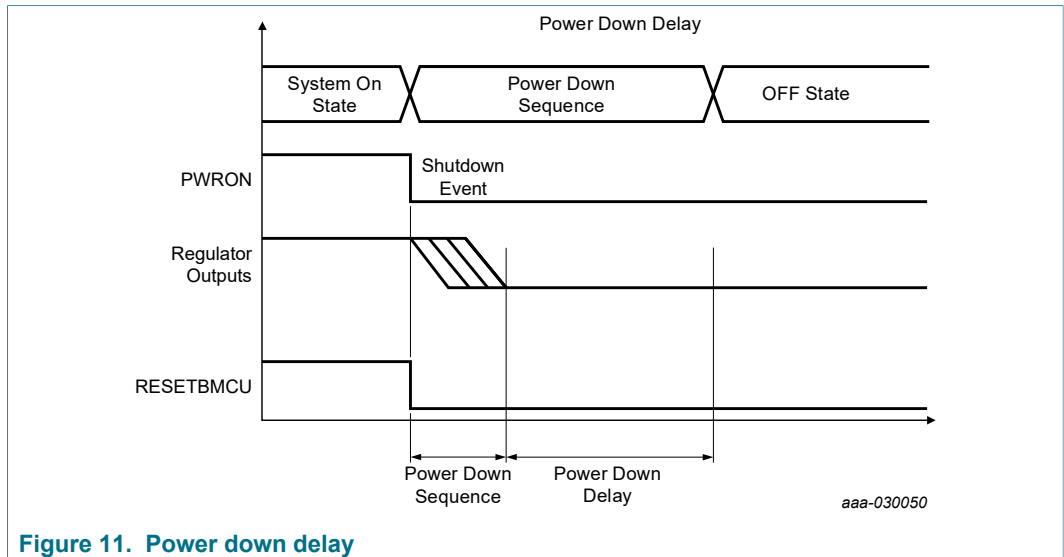 Power Down Delay
System On
State
Power Down
Sequence
OFF State
PWRON
Shutdown
Event
Regulator
Outputs
RESETBMCU
Power Down
Sequence
Power Down
Delay
aaa-030050
Figure 11. Power down delay